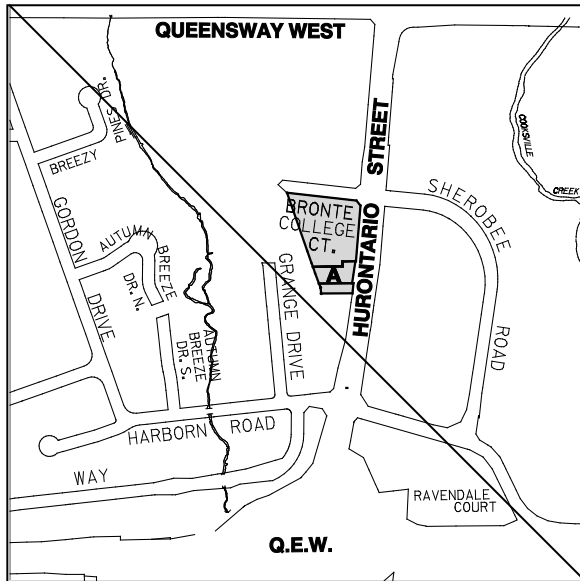 QUEENSWAY WEST
PINES DR.
BREEZY
HURONTARIO STREET
COOKSVILLE
CREEK
SHEROBEE
ROAD
BRONTE
COLLEGE
CT.
A
GORDON
DRIVE
AUTUMN
BREEZE
DR. N.
GRANGE DRIVE
AUTUMN
BREEZE
DR. S.
HARBORN ROAD
WAY
RAVENDALE
COURT
Q.E.W.